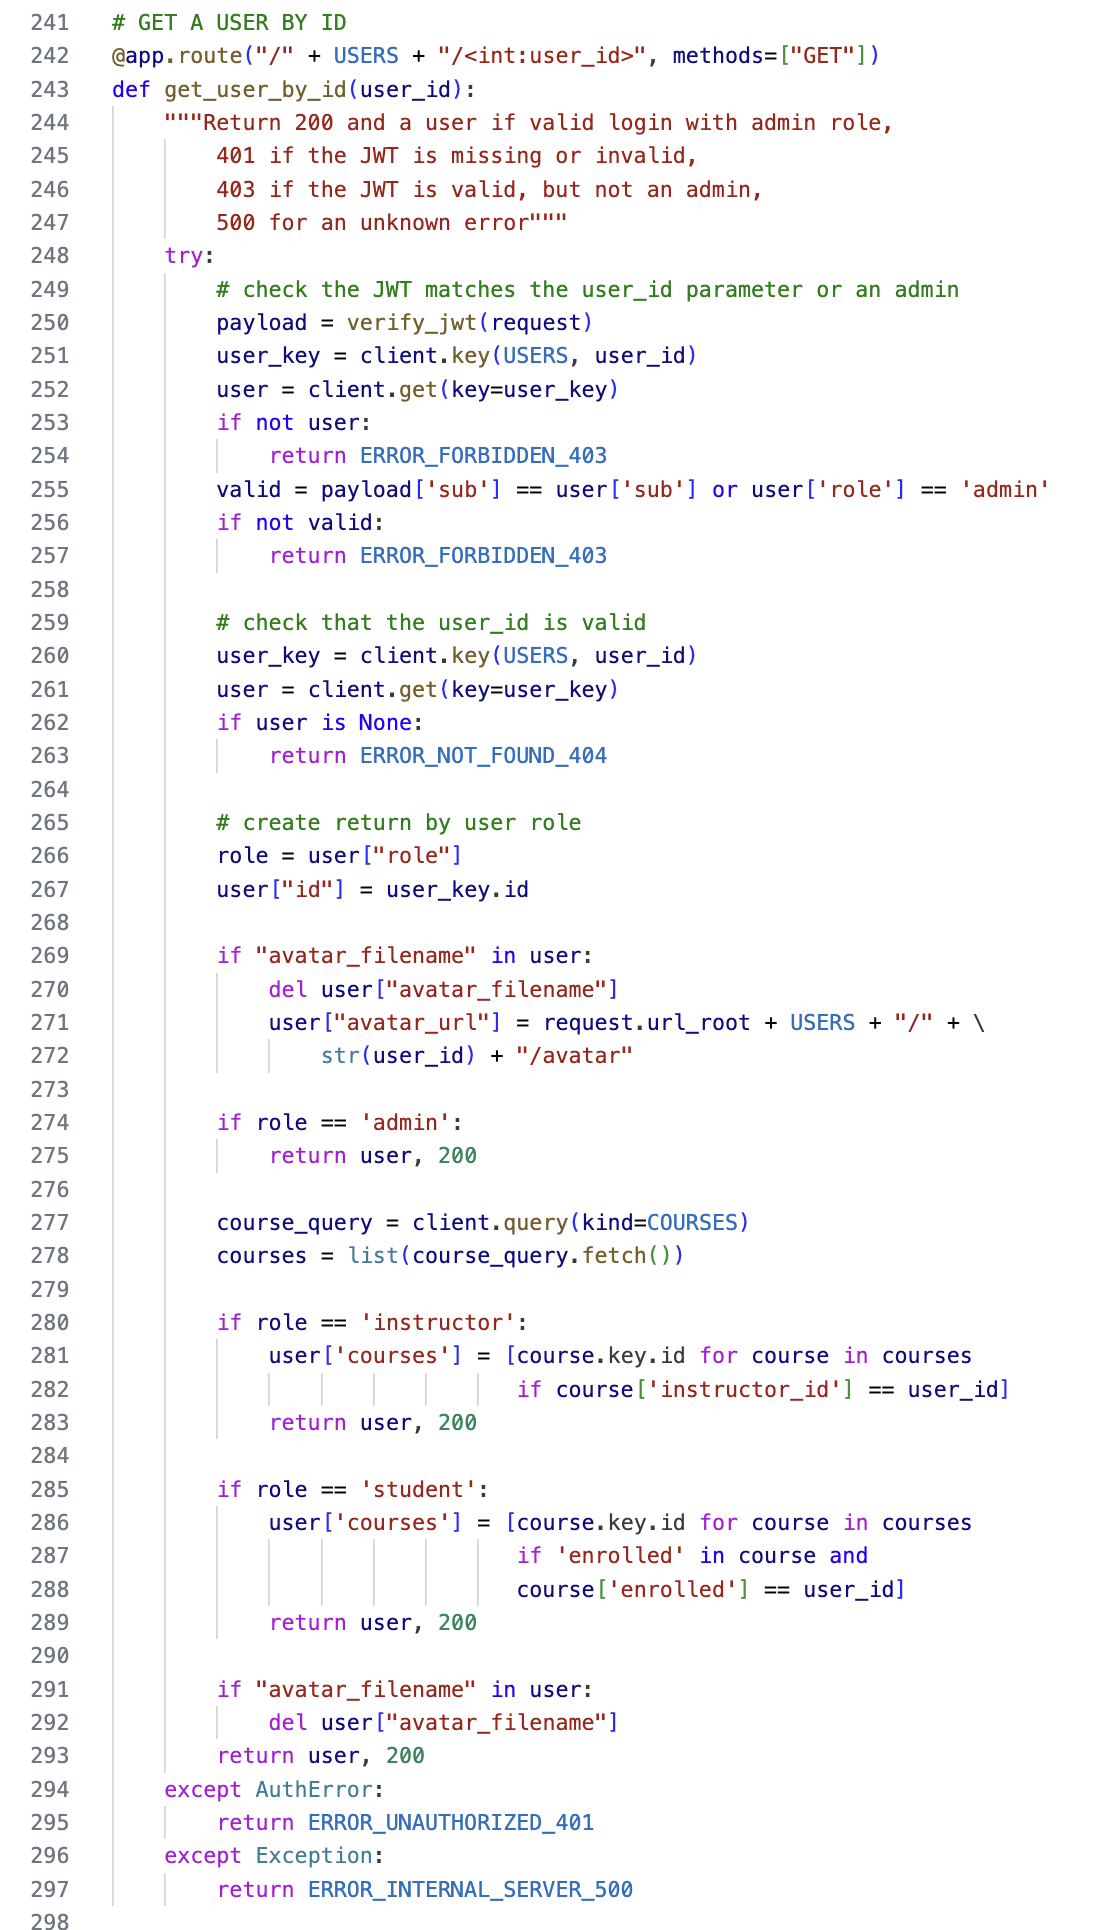 241 # GET A USER BY ID
242 @app.route("/" + USERS + "/<int:user_id>", methods=["GET"])
243 def get_user_by_id(user_id):
244     """Return 200 and a user if valid login with admin role,
245         401 if the JWT is missing or invalid,
246         403 if the JWT is valid, but not an admin,
247         500 for an unknown error"""
248     try:
249         # check the JWT matches the user_id parameter or an admin
250         payload = verify_jwt(request)
251         user_key = client.key(USERS, user_id)
252         user = client.get(key=user_key)
253         if not user:
254             return ERROR_FORBIDDEN_403
255         valid = payload['sub'] == user['sub'] or user['role'] == 'admin'
256         if not valid:
257             return ERROR_FORBIDDEN_403
258
259         # check that the user_id is valid
260         user_key = client.key(USERS, user_id)
261         user = client.get(key=user_key)
262         if user is None:
263             return ERROR_NOT_FOUND_404
264
265         # create return by user role
266         role = user["role"]
267         user["id"] = user_key.id
268
269         if "avatar_filename" in user:
270             del user["avatar_filename"]
271             user["avatar_url"] = request.url_root + USERS + "/" + \
272                 str(user_id) + "/avatar"
273
274         if role == 'admin':
275             return user, 200
276
277         course_query = client.query(kind=COURSES)
278         courses = list(course_query.fetch())
279
280         if role == 'instructor':
281             user['courses'] = [course.key.id for course in courses
282                                if course['instructor_id'] == user_id]
283             return user, 200
284
285         if role == 'student':
286             user['courses'] = [course.key.id for course in courses
287                                if 'enrolled' in course and
288                                course['enrolled'] == user_id]
289             return user, 200
290
291         if "avatar_filename" in user:
292             del user["avatar_filename"]
293         return user, 200
294     except AuthError:
295         return ERROR_UNAUTHORIZED_401
296     except Exception:
297         return ERROR_INTERNAL_SERVER_500
298